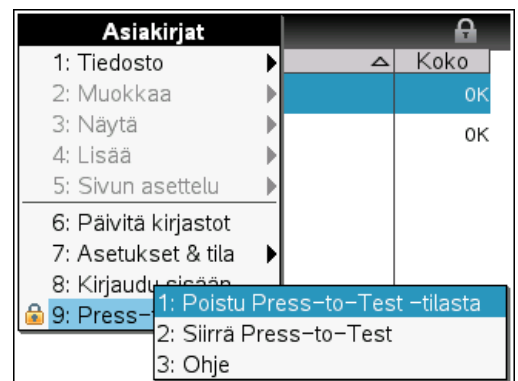 Asiakirjat
1: Tiedosto
2: Muokkaa
3: Näytä
4: Lisää
5: Sivun asettelu
6: Päivitä kirjastot
7: Asetukset & tila
8: Kirjaudu sisään
9: Press-
1: Poistu Press-to-Test -tilasta
2: Siirrä Press-to-Test
3: Ohje
Koko
0K
0K